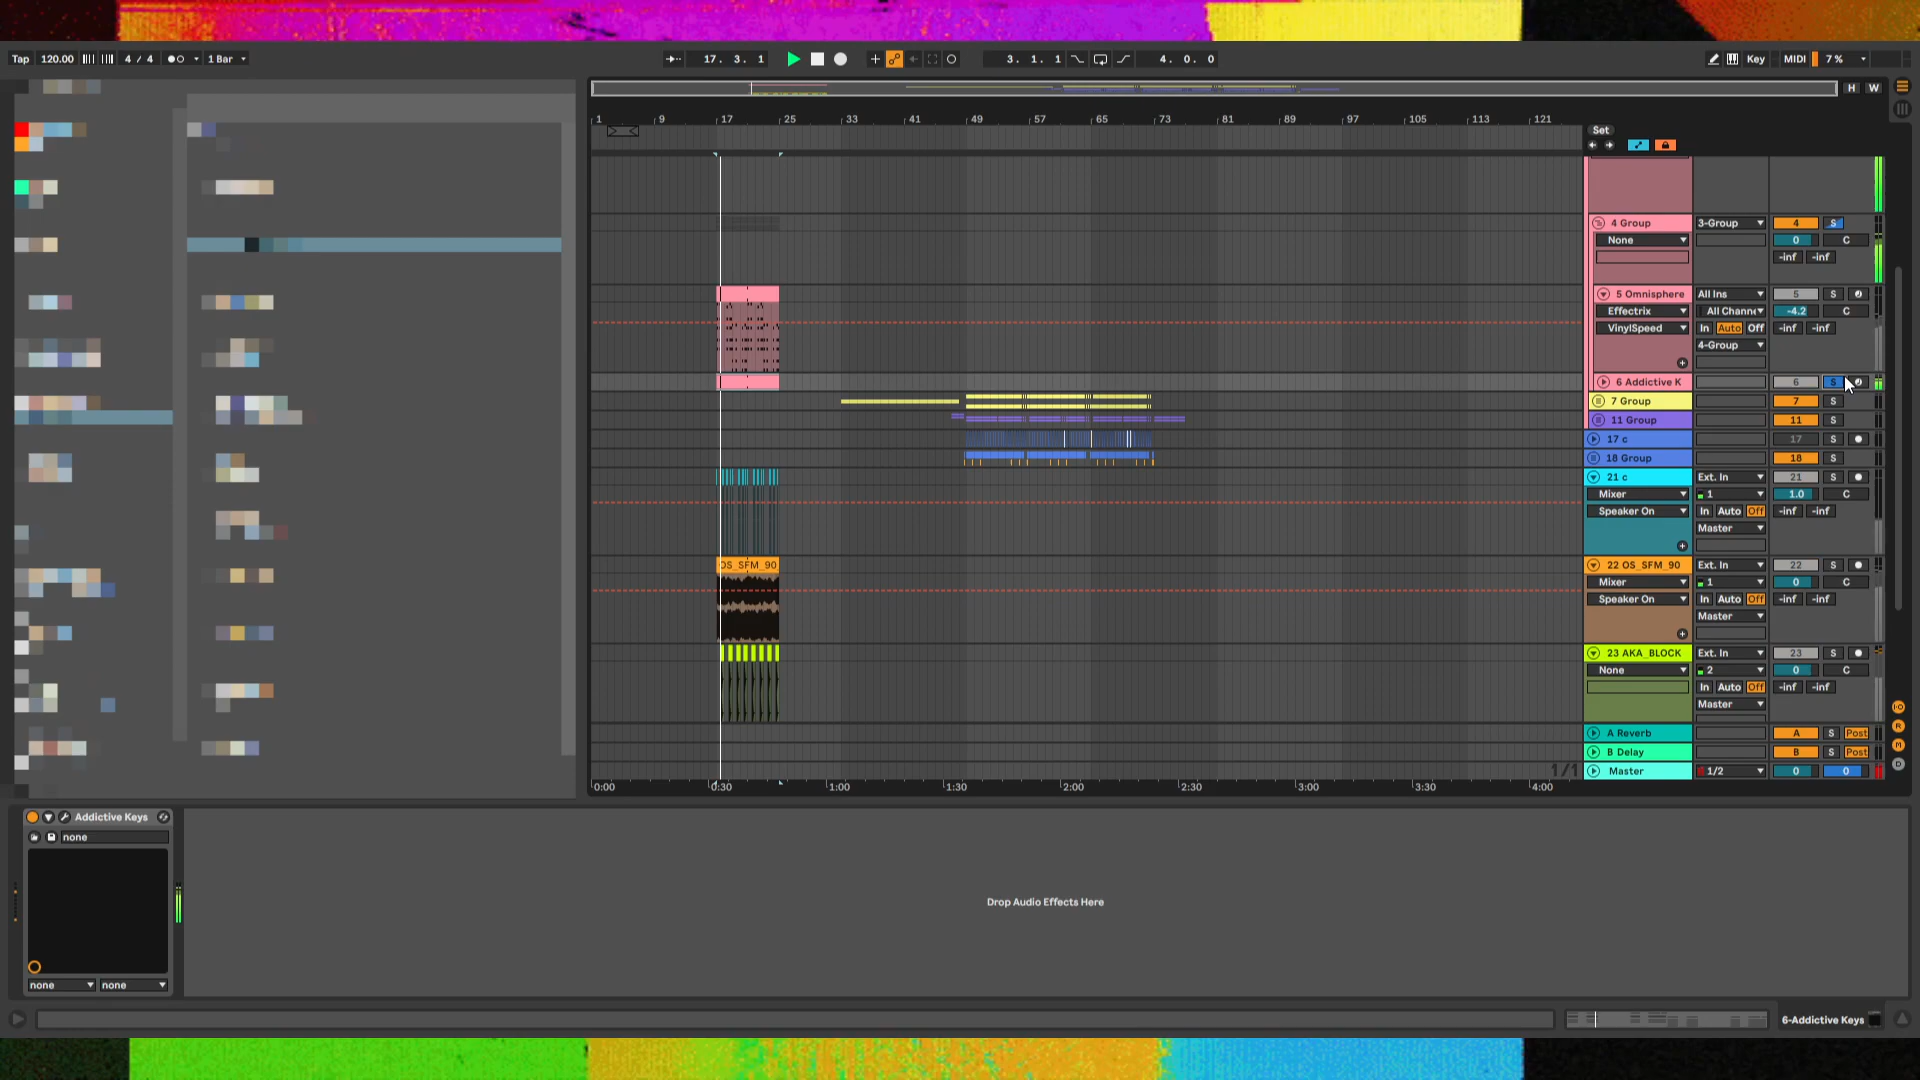 Tap 120.00 4 / 4 1 Bar 17. 3. 1 3. 1. 1 4. 0. 0 Key MIDI 7 %
H W
1 9 17 25 33 41 49 57 65 73 81 89 97 105 113 121
Set
4 Group 3-Group 4 S
None 0 C
-inf -inf
5 Omnisphere All Ins 5 S
Effectrix All Channe -4.2 C
VinylSpeed In Auto Off -inf -inf
4-Group
6 Addictive K 6 S
7 Group 7 S
11 Group 11 S
17 c 17 S
18 Group 18 S
21 c Ext. In 21 S
Mixer 1 1.0 C
Speaker On In Auto Off -inf -inf
Master
OS_SFM_90 22 OS_SFM_90 Ext. In 22 S
Mixer 1 0 C
Speaker On In Auto Off -inf -inf
Master
23 AKA_BLOCK Ext. In 23 S
None 2 0 C
In Auto Off -inf -inf
Master
A Reverb A S Post
B Delay B S Post
1/1 Master 1/2 0 0
0:00 0:30 1:00 1:30 2:00 2:30 3:00 3:30 4:00
Addictive Keys
none
Drop Audio Effects Here
none none
6-Addictive Keys